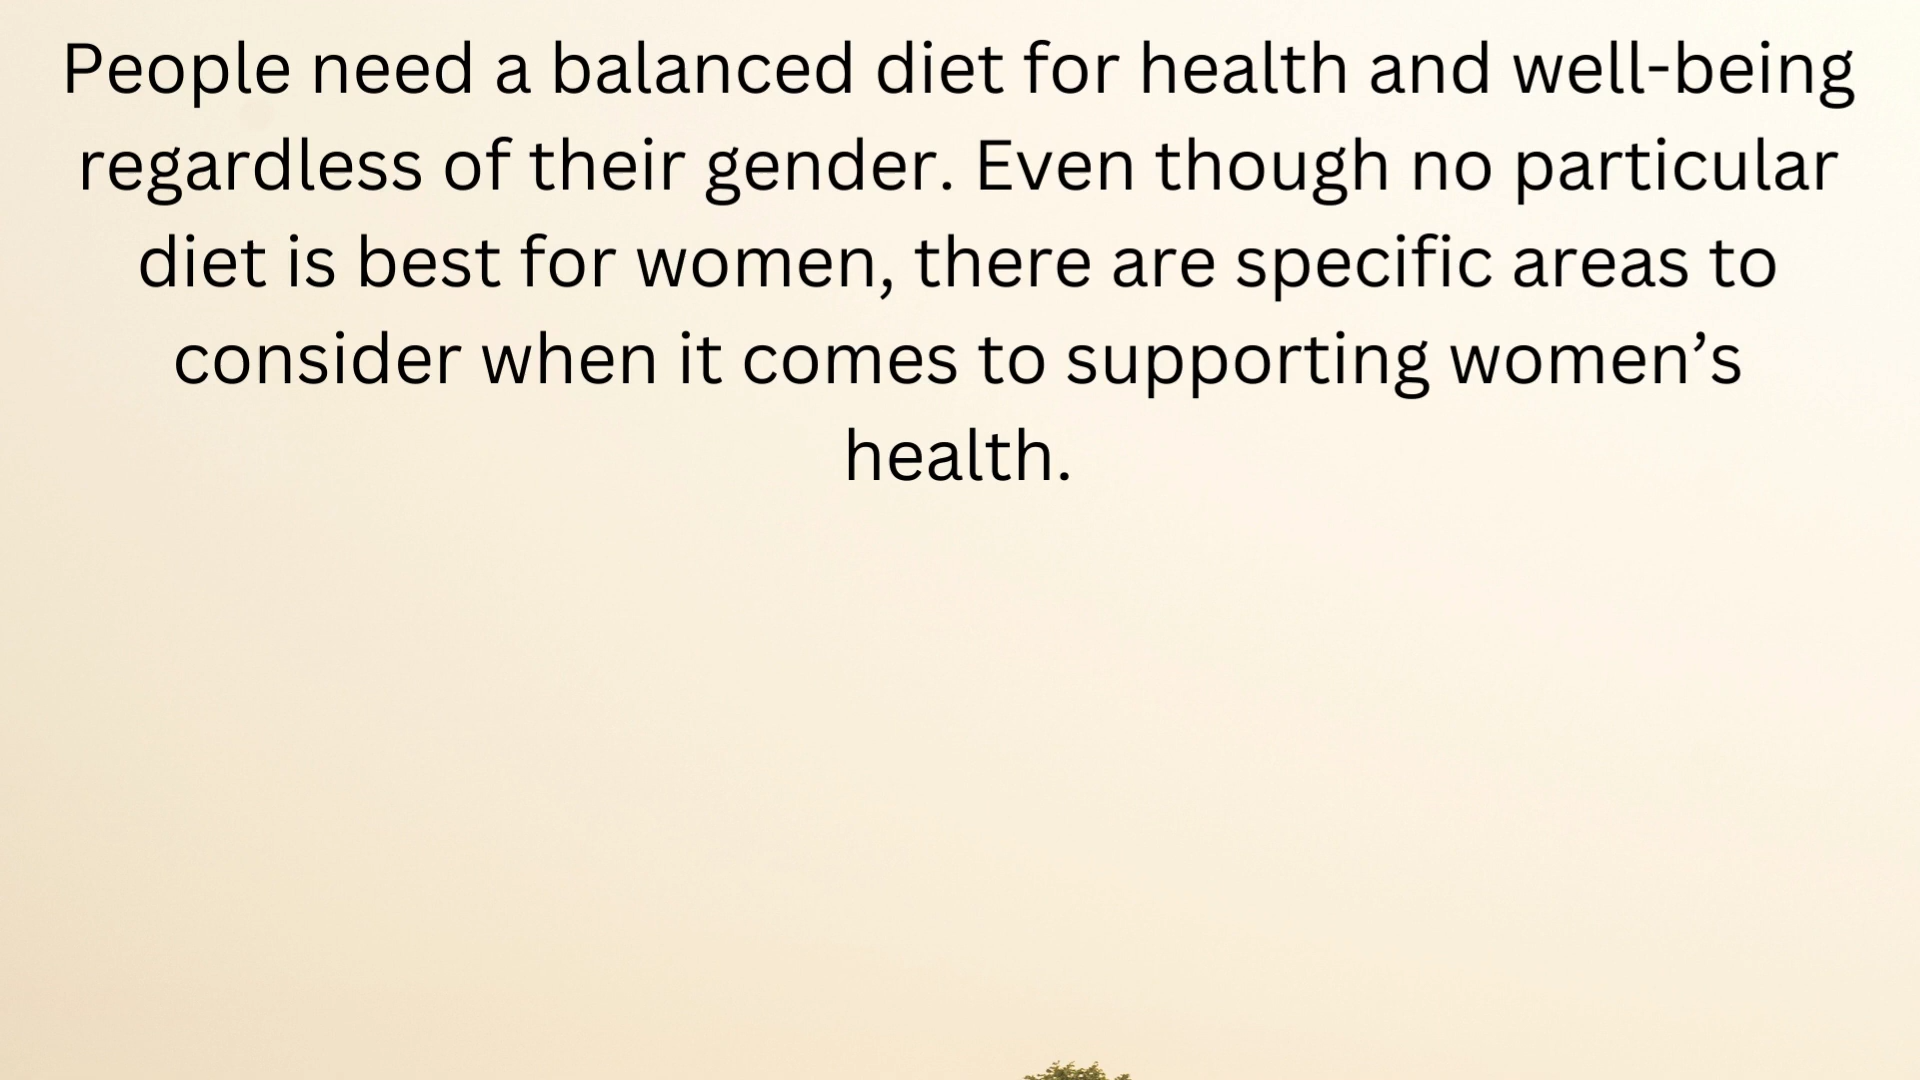 People need a balanced diet for health and well-being
regardless of their gender. Even though no particular
diet is best for women, there are specific areas to
consider when it comes to supporting women’s
health.